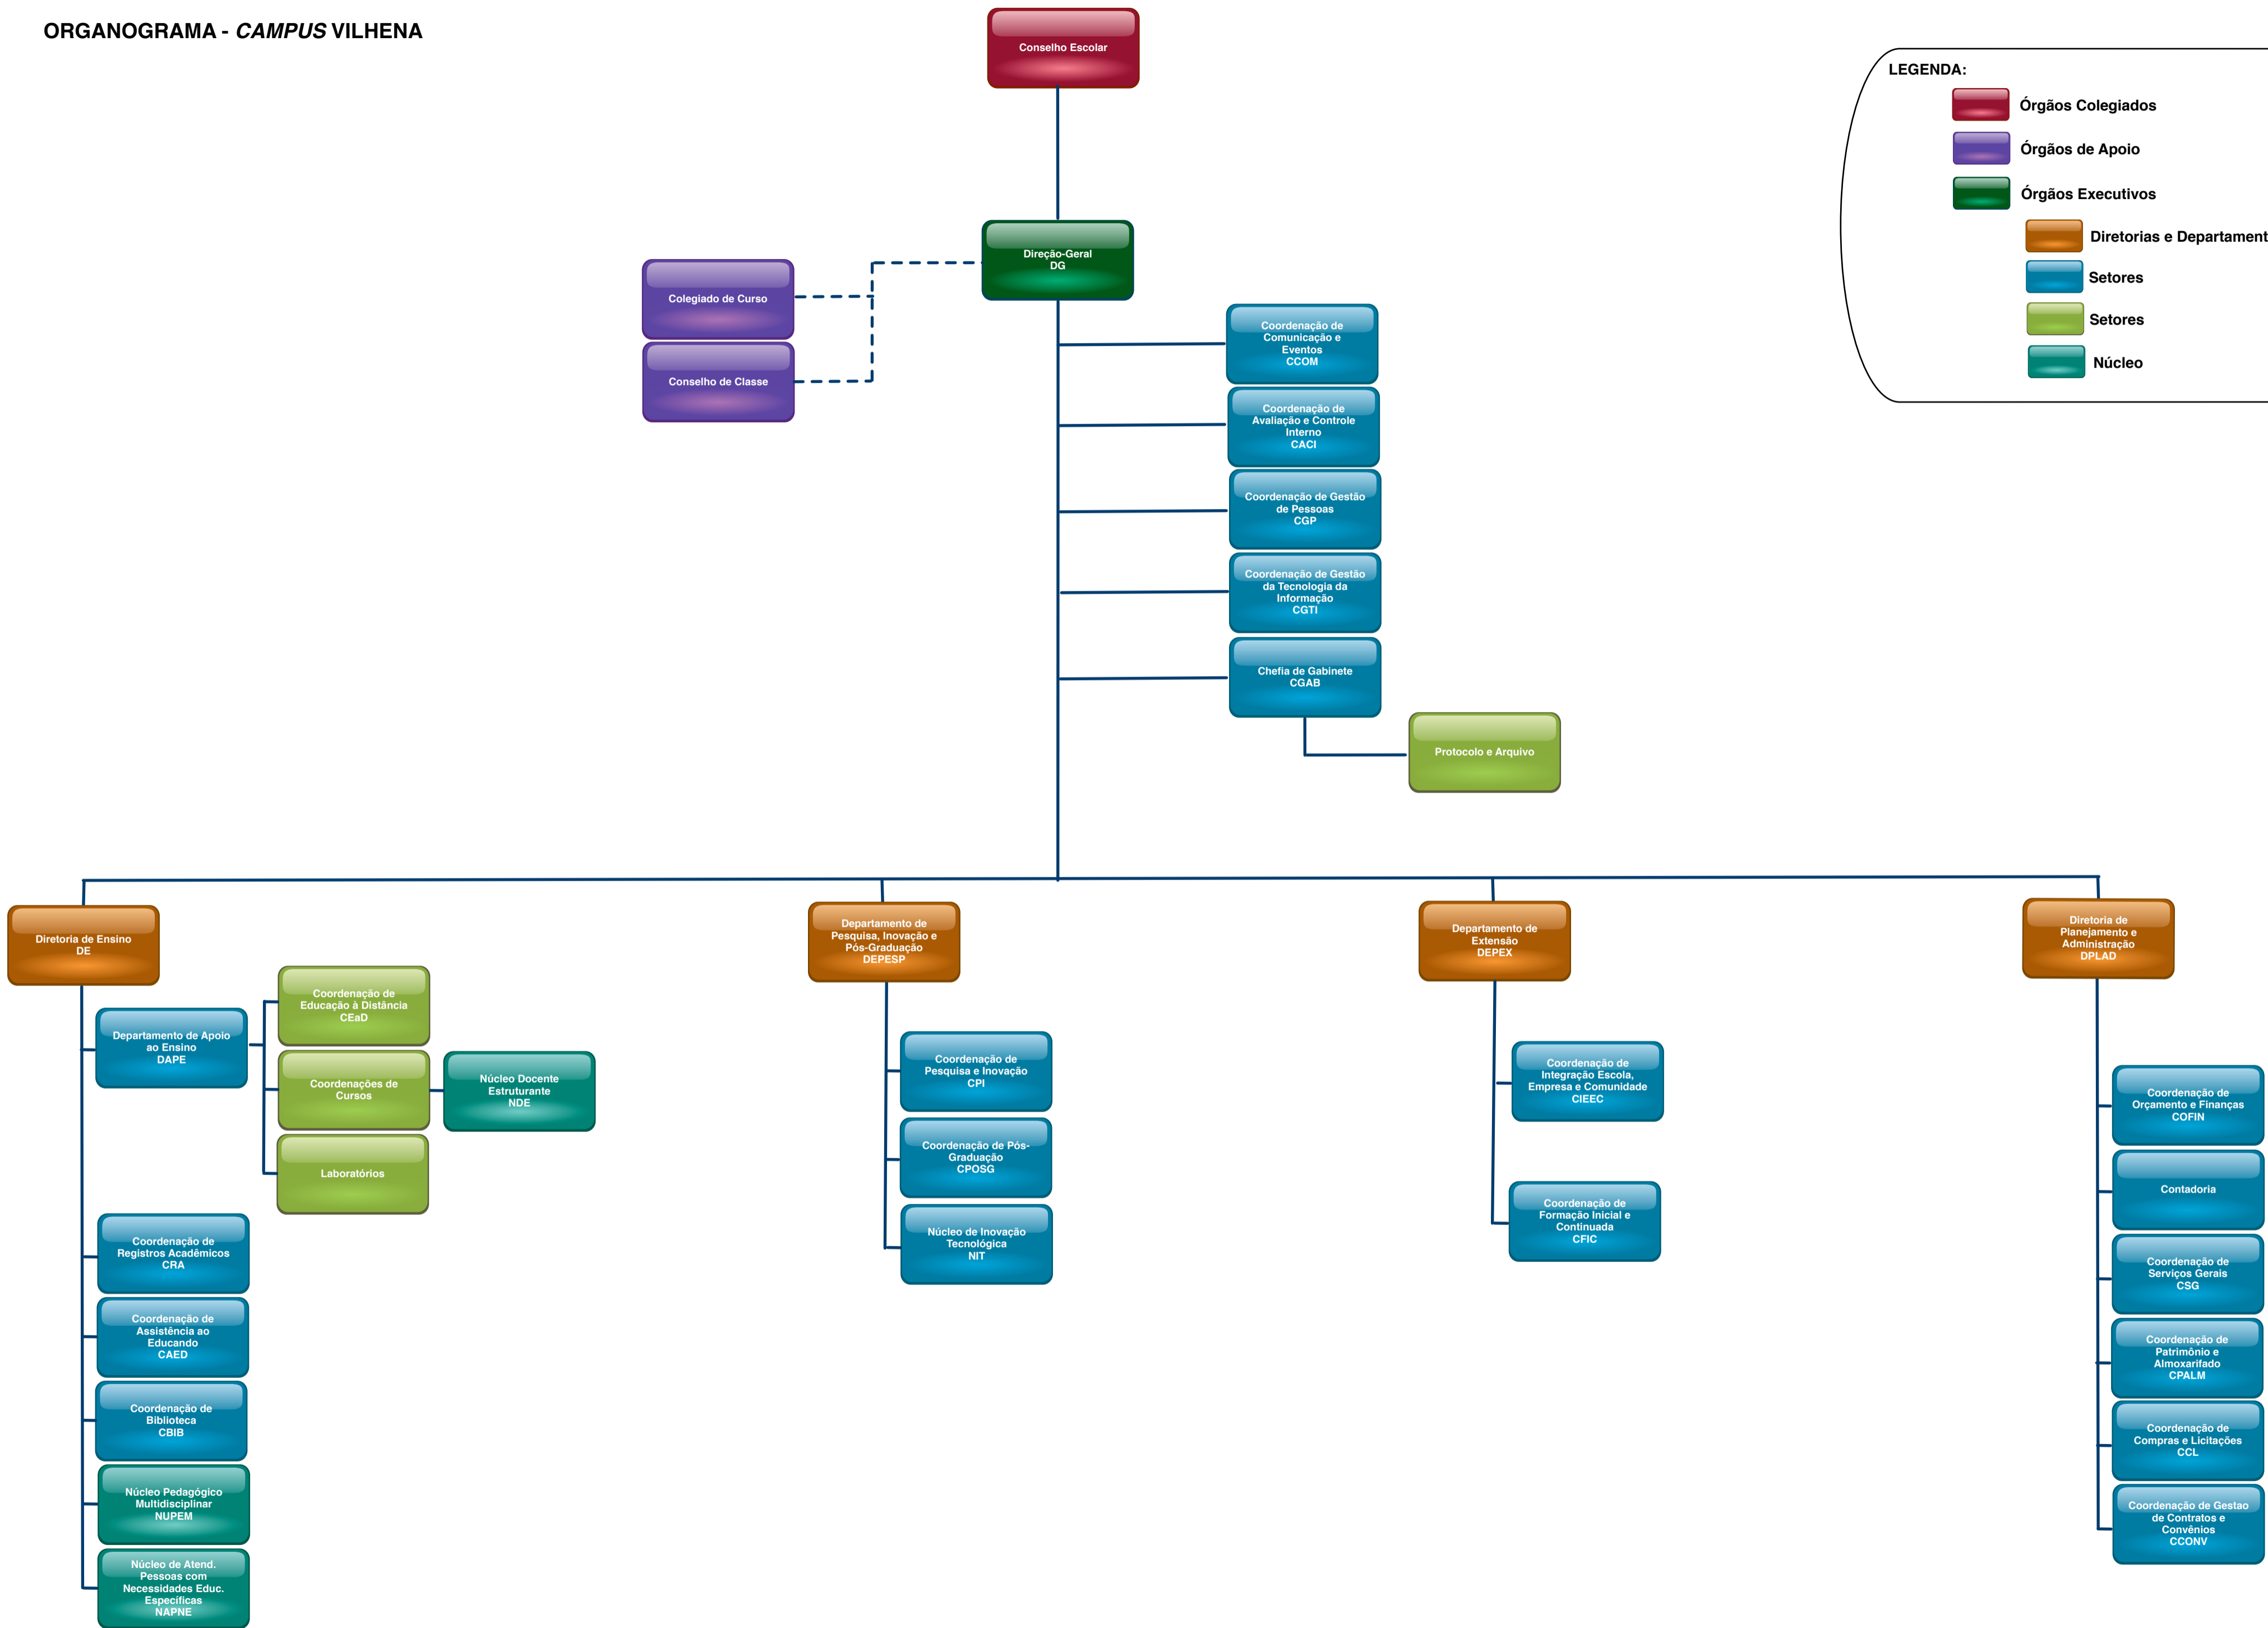 ORGANOGRAMA - CAMPUS VILHENA
Conselho Escolar
LEGENDA:
Órgãos Colegiados
Órgãos de Apoio
Órgãos Executivos
Diretorias e Departament
Setores
Setores
Núcleo
Direção-Geral
DG
Colegiado de Curso
Conselho de Classe
Coordenação de
Comunicação e
Eventos
CCOM
Coordenação de
Avaliação e Controle
Interno
CACI
Coordenação de Gestão
de Pessoas
CGP
Coordenação de Gestão
da Tecnologia da
Informação
CGTI
Chefia de Gabinete
CGAB
Protocolo e Arquivo
Diretoria de Ensino
DE
Departamento de Apoio
ao Ensino
DAPE
Coordenação de
Educação à Distância
CEaD
Coordenações de
Cursos
Núcleo Docente
Estruturante
NDE
Laboratórios
Coordenação de
Registros Acadêmicos
CRA
Coordenação de
Assistência ao
Educando
CAED
Coordenação de
Biblioteca
CBIB
Núcleo Pedagógico
Multidisciplinar
NUPEM
Núcleo de Atend.
Pessoas com
Necessidades Educ.
Específicas
NAPNE
Departamento de
Pesquisa, Inovação e
Pós-Graduação
DEPESP
Coordenação de
Pesquisa e Inovação
CPI
Coordenação de Pós-
Graduação
CPOSG
Núcleo de Inovação
Tecnológica
NIT
Departamento de
Extensão
DEPEX
Coordenação de
Integração Escola,
Empresa e Comunidade
CIEEC
Coordenação de
Formação Inicial e
Continuada
CFIC
Diretoria de
Planejamento e
Administração
DPLAD
Coordenação de
Orçamento e Finanças
COFIN
Contadoria
Coordenação de
Serviços Gerais
CSG
Coordenação de
Patrimônio e
Almoxarifado
CPALM
Coordenação de
Compras e Licitações
CCL
Coordenação de Gestao
de Contratos e
Convênios
CCONV